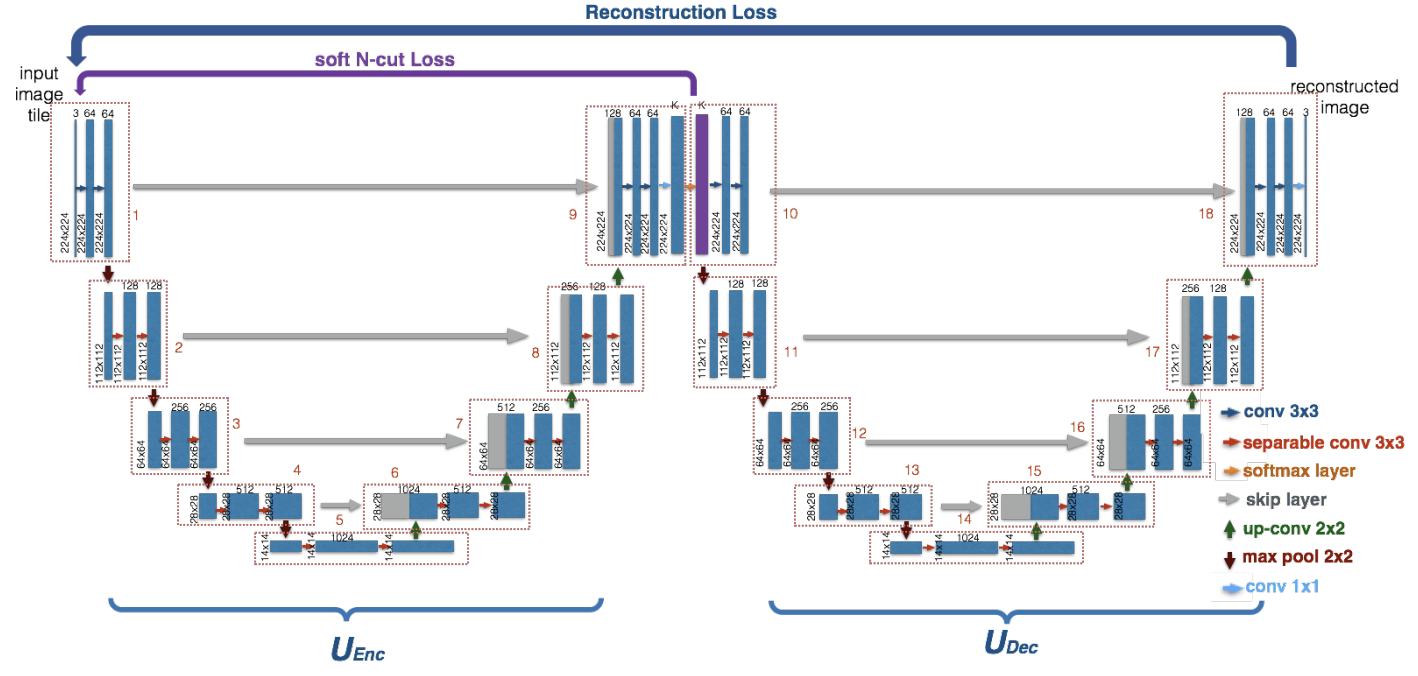 Reconstruction Loss
soft N-cut Loss
input
image
tile
reconstructed
image
3 64 64
224x224 224x224 224x224
1
128 64 64 K
224x224 224x224 224x224 224x224
9
K 64 64
224x224 224x224
10
128 64 64 3
224x224 224x224 224x224 224x224
18
128 128
112x112 112x112 112x112
2
256 128
112x112 112x112 112x112
8
128 128
112x112 112x112 112x112
11
256 128
112x112 112x112 112x112
17
256 256
64x64 64x64 64x64
3
512 256
64x64 64x64 64x64
7
256 256
64x64 64x64 64x64
12
512 256
64x64 64x64 64x64
16
4
512 512
28x28 28x28 28x28
6
1024 512
28x28 28x28 28x28
13
512 512
28x28 28x28 28x28
15
1024 512
28x28 28x28 28x28
5
1024
14x14 14x14 14x14
14
1024
14x14 14x14 14x14
conv 3x3
separable conv 3x3
softmax layer
skip layer
up-conv 2x2
max pool 2x2
conv 1x1
UEnc
UDec